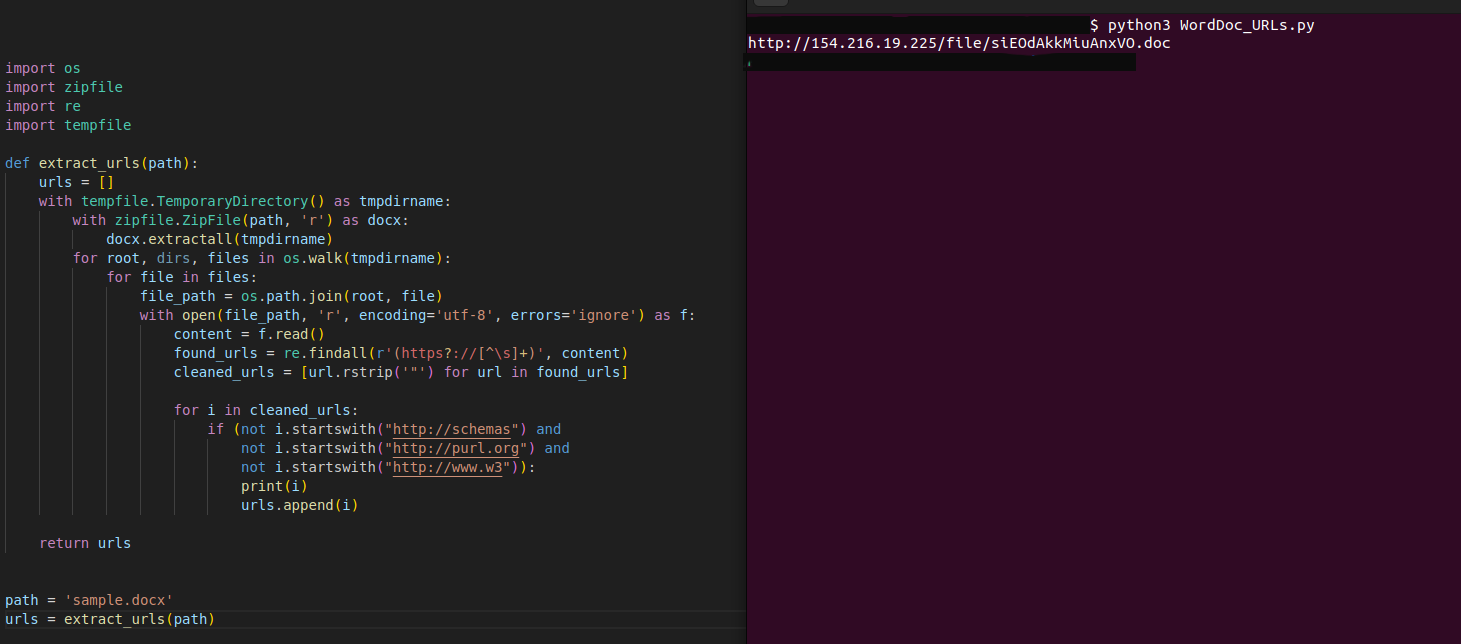 import os
import zipfile
import re
import tempfile
def extract_urls(path):
    urls = []
    with tempfile.TemporaryDirectory() as tmpdirname:
        with zipfile.ZipFile(path, 'r') as docx:
            docx.extractall(tmpdirname)
        for root, dirs, files in os.walk(tmpdirname):
            for file in files:
                file_path = os.path.join(root, file)
                with open(file_path, 'r', encoding='utf-8', errors='ignore') as f:
                    content = f.read()
                    found_urls = re.findall(r'(https?://[^\s]+)', content)
                    cleaned_urls = [url.rstrip('"') for url in found_urls]
                    for i in cleaned_urls:
                        if (not i.startswith("http://schemas") and
                            not i.startswith("http://purl.org") and
                            not i.startswith("http://www.w3")):
                            print(i)
                            urls.append(i)
    return urls
path = 'sample.docx'
urls = extract_urls(path)
$ python3 WordDoc_URLs.py
http://154.216.19.225/file/siEOdAkkMiuAnxVO.doc